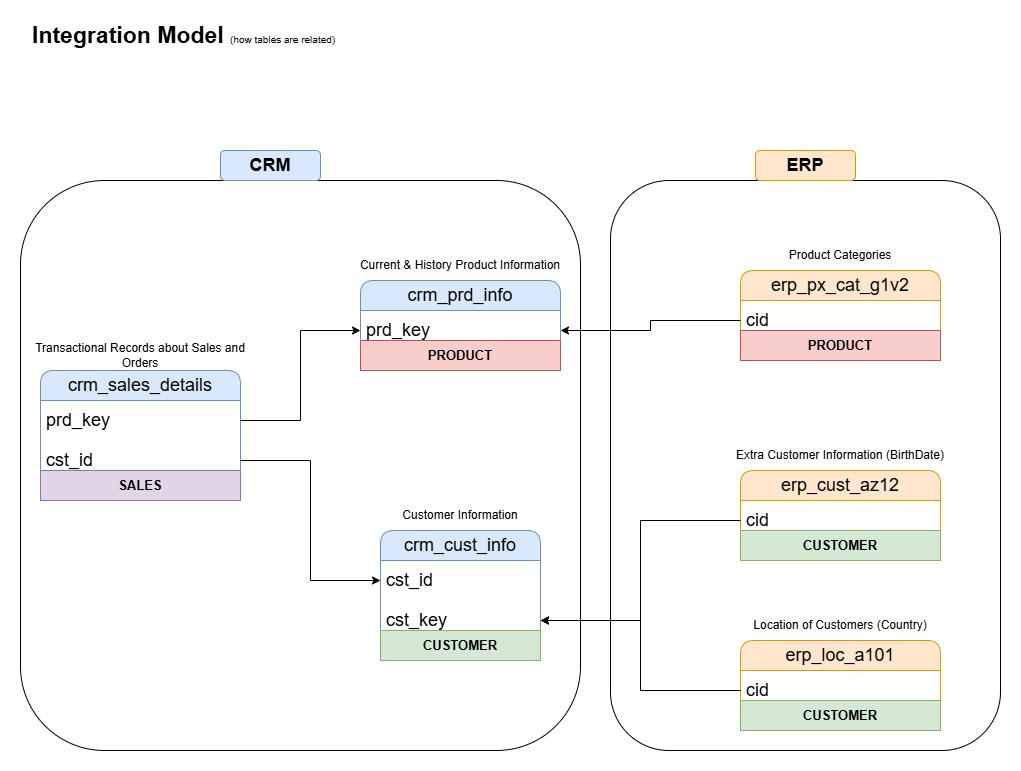 Integration Model (how tables are related)
CRM
ERP
Product Categories
Current & History Product Information
erp_px_cat_g1v2
crm_prd_info
cid
prd_key
PRODUCT
PRODUCT
Transactional Records about Sales and
Orders
crm_sales_details
prd_key
cst_id
SALES
Extra Customer Information (BirthDate)
erp_cust_az12
cid
CUSTOMER
Customer Information
crm_cust_info
cst_id
cst_key
CUSTOMER
Location of Customers (Country)
erp_loc_a101
cid
CUSTOMER